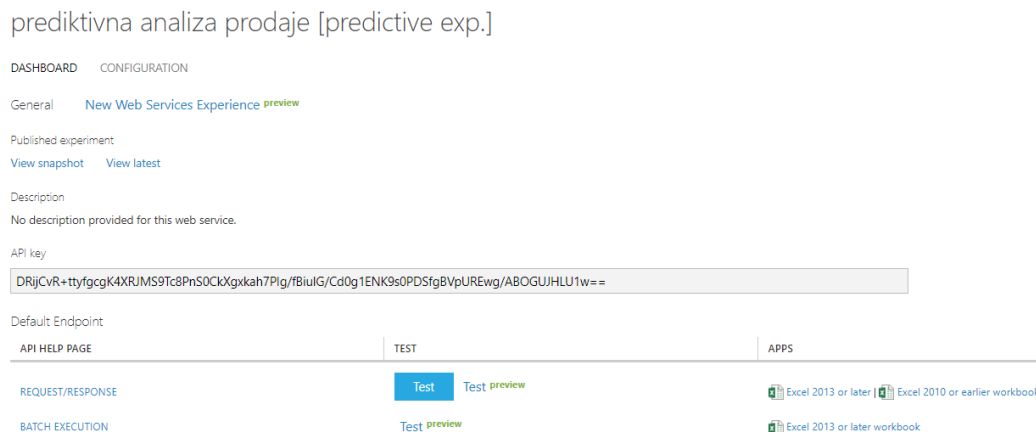 prediktivna analiza prodaje [predictive exp.]
DASHBOARD CONFIGURATION
General New Web Services Experience preview
Published experiment
View snapshot View latest
Description
No description provided for this web service.
API key
DRijCvR+ttyfgcgK4XRJMS9Tc8PnS0CkXgxkah7PIg/fBiuIG/Cd0g1ENK9s0PDSfgBVpUREwg/ABOGUJHLU1w==
Default Endpoint
API HELP PAGE TEST APPS
REQUEST/RESPONSE Test Test preview Excel 2013 or later | Excel 2010 or earlier workbook
BATCH EXECUTION Test preview Excel 2013 or later workbook